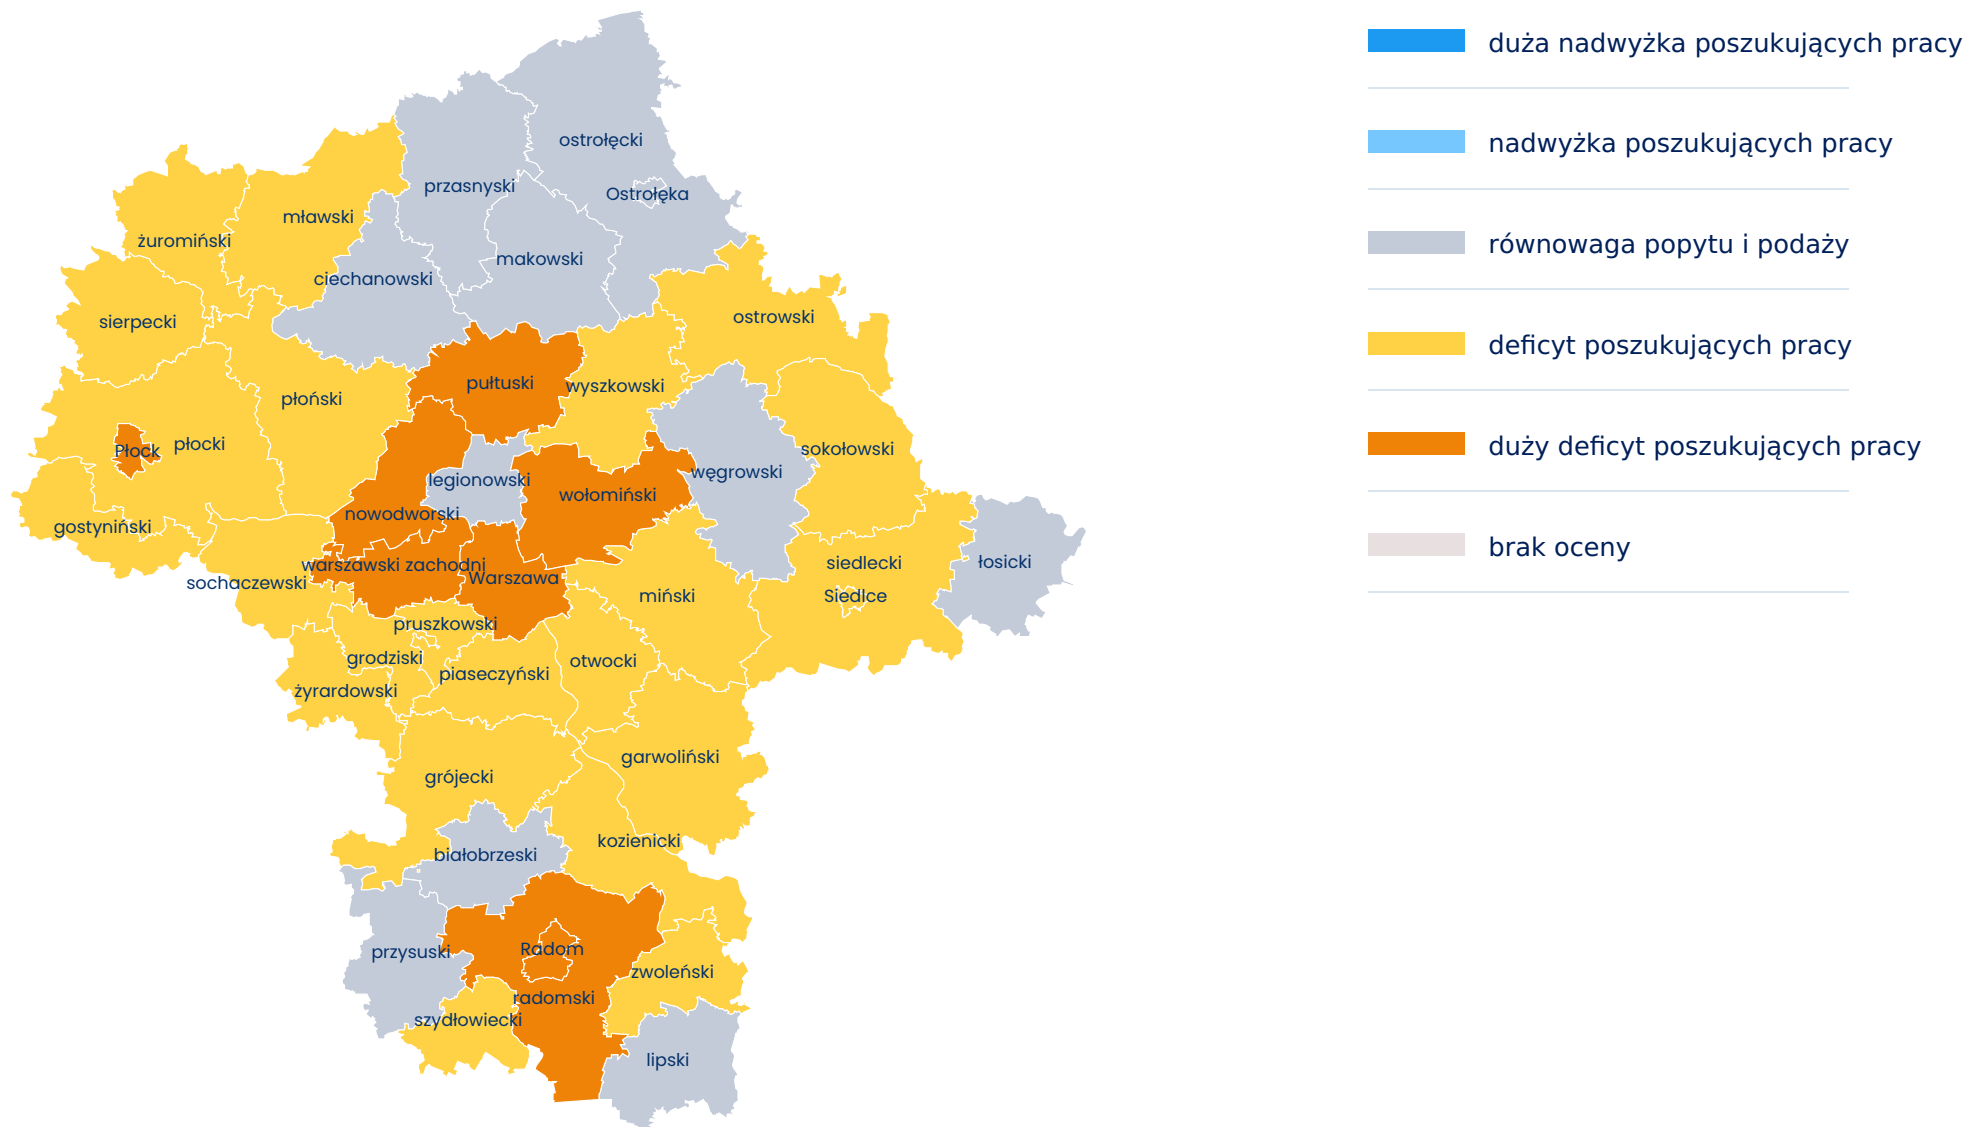 duża nadwyżka poszukujących pracy
nadwyżka poszukujących pracy
równowaga popytu i podaży
deficyt poszukujących pracy
duży deficyt poszukujących pracy
brak oceny
ostrołęcki
przasnyski
Ostrołęka
mławski
żuromiński
makowski
ciechanowski
sierpecki
ostrowski
pułtuski
wyszkowski
płoński
płocki
Płock
sokołowski
węgrowski
legionowski
wołomiński
nowodworski
gostyniński
warszawski zachodni
siedlecki
łosicki
Warszawa
sochaczewski
miński
Siedlce
pruszkowski
grodziski
otwocki
piaseczyński
żyrardowski
garwoliński
grójecki
kozienicki
białobrzeski
Radom
przysuski
zwoleński
radomski
szydłowiecki
lipski